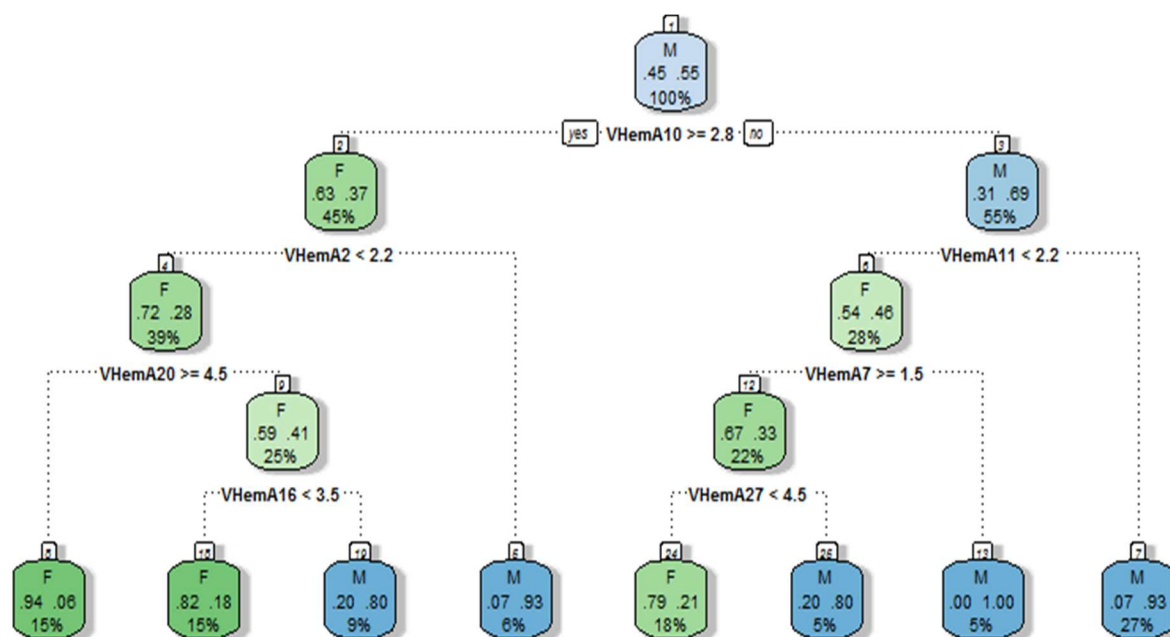 1
M
.45 .55
100%
yes VHemA10 >= 2.8 no
2
F
.63 .37
45%
3
M
.31 .69
55%
VHemA2 < 2.2
VHemA11 < 2.2
4
F
.72 .28
39%
6
F
.54 .46
28%
VHemA20 >= 4.5
VHemA7 >= 1.5
9
F
.59 .41
25%
12
F
.67 .33
22%
VHemA16 < 3.5
VHemA27 < 4.5
8
F
.94 .06
15%
18
F
.82 .18
15%
19
M
.20 .80
9%
5
M
.07 .93
6%
24
F
.79 .21
18%
25
M
.20 .80
5%
13
M
.00 1.00
5%
7
M
.07 .93
27%